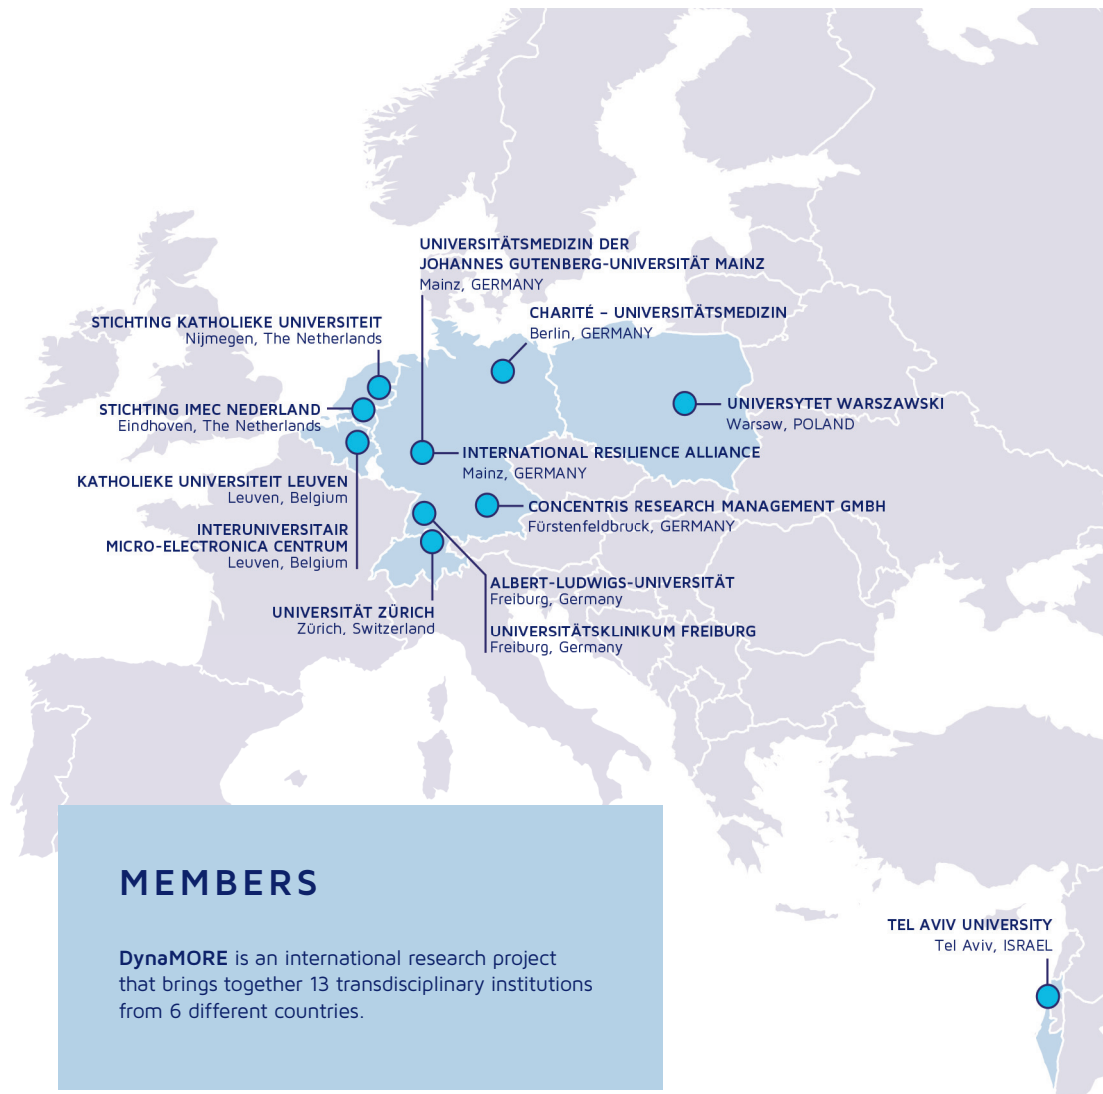 UNIVERSITÄTSMEDIZIN DER
JOHANNES GUTENBERG-UNIVERSITÄT MAINZ
Mainz, GERMANY
CHARITÉ – UNIVERSITÄTSMEDIZIN
Berlin, GERMANY
STICHTING KATHOLIEKE UNIVERSITEIT
Nijmegen, The Netherlands
STICHTING IMEC NEDERLAND
Eindhoven, The Netherlands
UNIVERSYTET WARSZAWSKI
Warsaw, POLAND
INTERNATIONAL RESILIENCE ALLIANCE
Mainz, GERMANY
KATHOLIEKE UNIVERSITEIT LEUVEN
Leuven, Belgium
CONCENTRIS RESEARCH MANAGEMENT GMBH
Fürstenfeldbruck, GERMANY
INTERUNIVERSITAIR
MICRO-ELECTRONICA CENTRUM
Leuven, Belgium
ALBERT-LUDWIGS-UNIVERSITÄT
Freiburg, Germany
UNIVERSITÄT ZÜRICH
Zürich, Switzerland
UNIVERSITÄTSKLINIKUM FREIBURG
Freiburg, Germany
MEMBERS
DynaMORE is an international research project
that brings together 13 transdisciplinary institutions
from 6 different countries.
TEL AVIV UNIVERSITY
Tel Aviv, ISRAEL